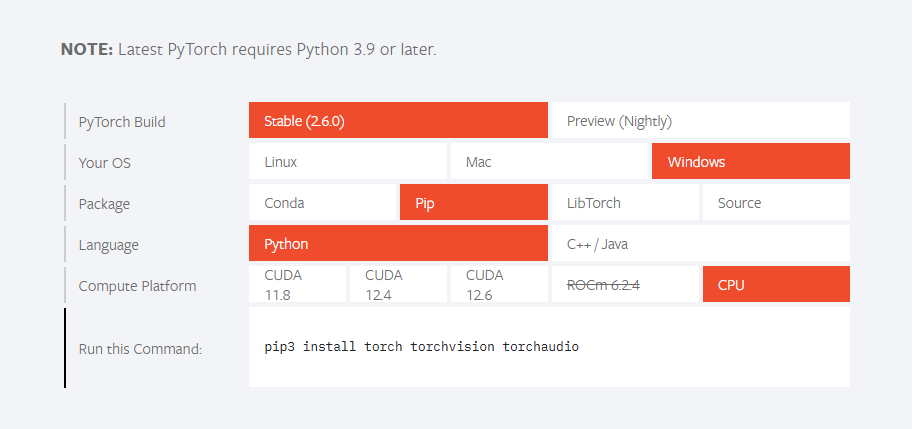 NOTE: Latest PyTorch requires Python 3.9 or later.
PyTorch Build
Stable (2.6.0)
Preview (Nightly)
Your OS
Linux
Mac
Windows
Package
Conda
Pip
LibTorch
Source
Language
Python
C++ / Java
Compute Platform
CUDA
11.8
CUDA
12.4
CUDA
12.6
ROCm 6.2.4
CPU
Run this Command:
pip3 install torch torchvision torchaudio